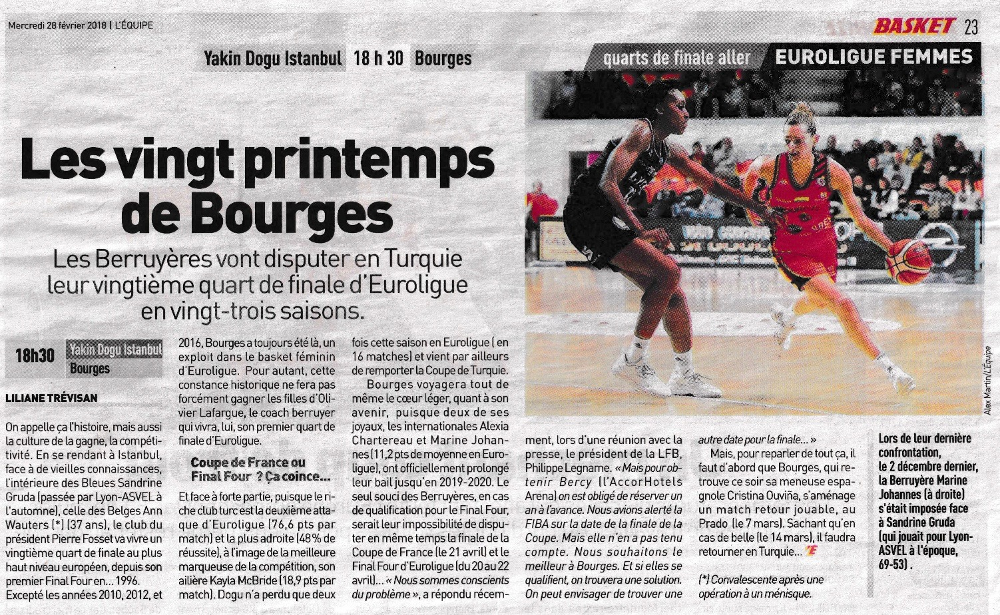 Mercredi 28 février 2018 | L'ÉQUIPE
BASKET 23
Yakin Dogu Istanbul 18 h 30 Bourges
quarts de finale aller EUROLIGUE FEMMES
Les vingt printemps
de Bourges
Les Berruyères vont disputer en Turquie
leur vingtième quart de finale d'Euroligue
en vingt-trois saisons.
18h30
Yakin Dogu Istanbul
Bourges
LILIANE TRÉVISAN
On appelle ça l'histoire, mais aussi
la culture de la gagne, la compéti-
tivité. En se rendant à Istanbul,
face à de vieilles connaissances,
l'intérieure des Bleues Sandrine
Gruda (passée par Lyon-ASVEL à
l'automne), celle des Belges Ann
Wauters (*) (37 ans), le club du
président Pierre Fosset va vivre un
vingtième quart de finale au plus
haut niveau européen, depuis son
premier Final Four en... 1996.
Excepté les années 2010, 2012, et
2016, Bourges a toujours été là, un
exploit dans le basket féminin
d'Euroligue. Pour autant, cette
constance historique ne fera pas
forcément gagner les filles d'Oli-
vier Lafargue, le coach berruyer
qui vivra, lui, son premier quart de
finale d'Euroligue.
Coupe de France ou
Final Four ? Ça coince...
Et face à forte partie, puisque le ri-
che club turc est la deuxième atta-
que d'Euroligue (76,6 pts par
match) et la plus adroite (48 % de
réussite), à l'image de la meilleure
marqueuse de la compétition, son
ailière Kayla McBride (18,9 pts par
match). Dogu n'a perdu que deux
fois cette saison en Euroligue ( en
16 matches) et vient par ailleurs
de remporter la Coupe de Turquie.
Bourges voyagera tout de
même le cœur léger, quant à son
avenir, puisque deux de ses
joyaux, les internationales Alexia
Chartereau et Marine Johan-
nes (11,2 pts de moyenne en Euro-
ligue), ont officiellement prolongé
leur bail jusqu'en 2019-2020. Le
seul souci des Berruyères, en cas
de qualification pour le Final Four,
serait leur impossibilité de dispu-
ter en même temps la finale de la
Coupe de France (le 21 avril) et le
Final Four d'Euroligue (du 20 au 22
avril)... « Nous sommes conscients
du problème », a répondu récem-
ment, lors d'une réunion avec la
presse, le président de la LFB,
Philippe Legname. « Mais pour ob-
tenir Bercy (l'AccorHotels
Arena) on est obligé de réserver un
an à l'avance. Nous avions alerté la
FIBA sur la date de la finale de la
Coupe. Mais elle n'en a pas tenu
compte. Nous souhaitons le
meilleur à Bourges. Et si elles se
qualifient, on trouvera une solution.
On peut envisager de trouver une
autre date pour la finale... »
Mais, pour reparler de tout ça, il
faut d'abord que Bourges, qui re-
trouve ce soir sa meneuse espa-
gnole Cristina Ouviña, s'aménage
un match retour jouable, au
Prado (le 7 mars). Sachant qu'en
cas de belle (le 14 mars), il faudra
retourner en Turquie...
(*) Convalescente après une
opération à un ménisque.
Lors de leur dernière
confrontation,
le 2 décembre dernier,
la Berruyère Marine
Johannes (à droite)
s'était imposée face
à Sandrine Gruda
(qui jouait pour Lyon-
ASVEL à l'époque,
69-53) .
Alex Martin/L'Équipe